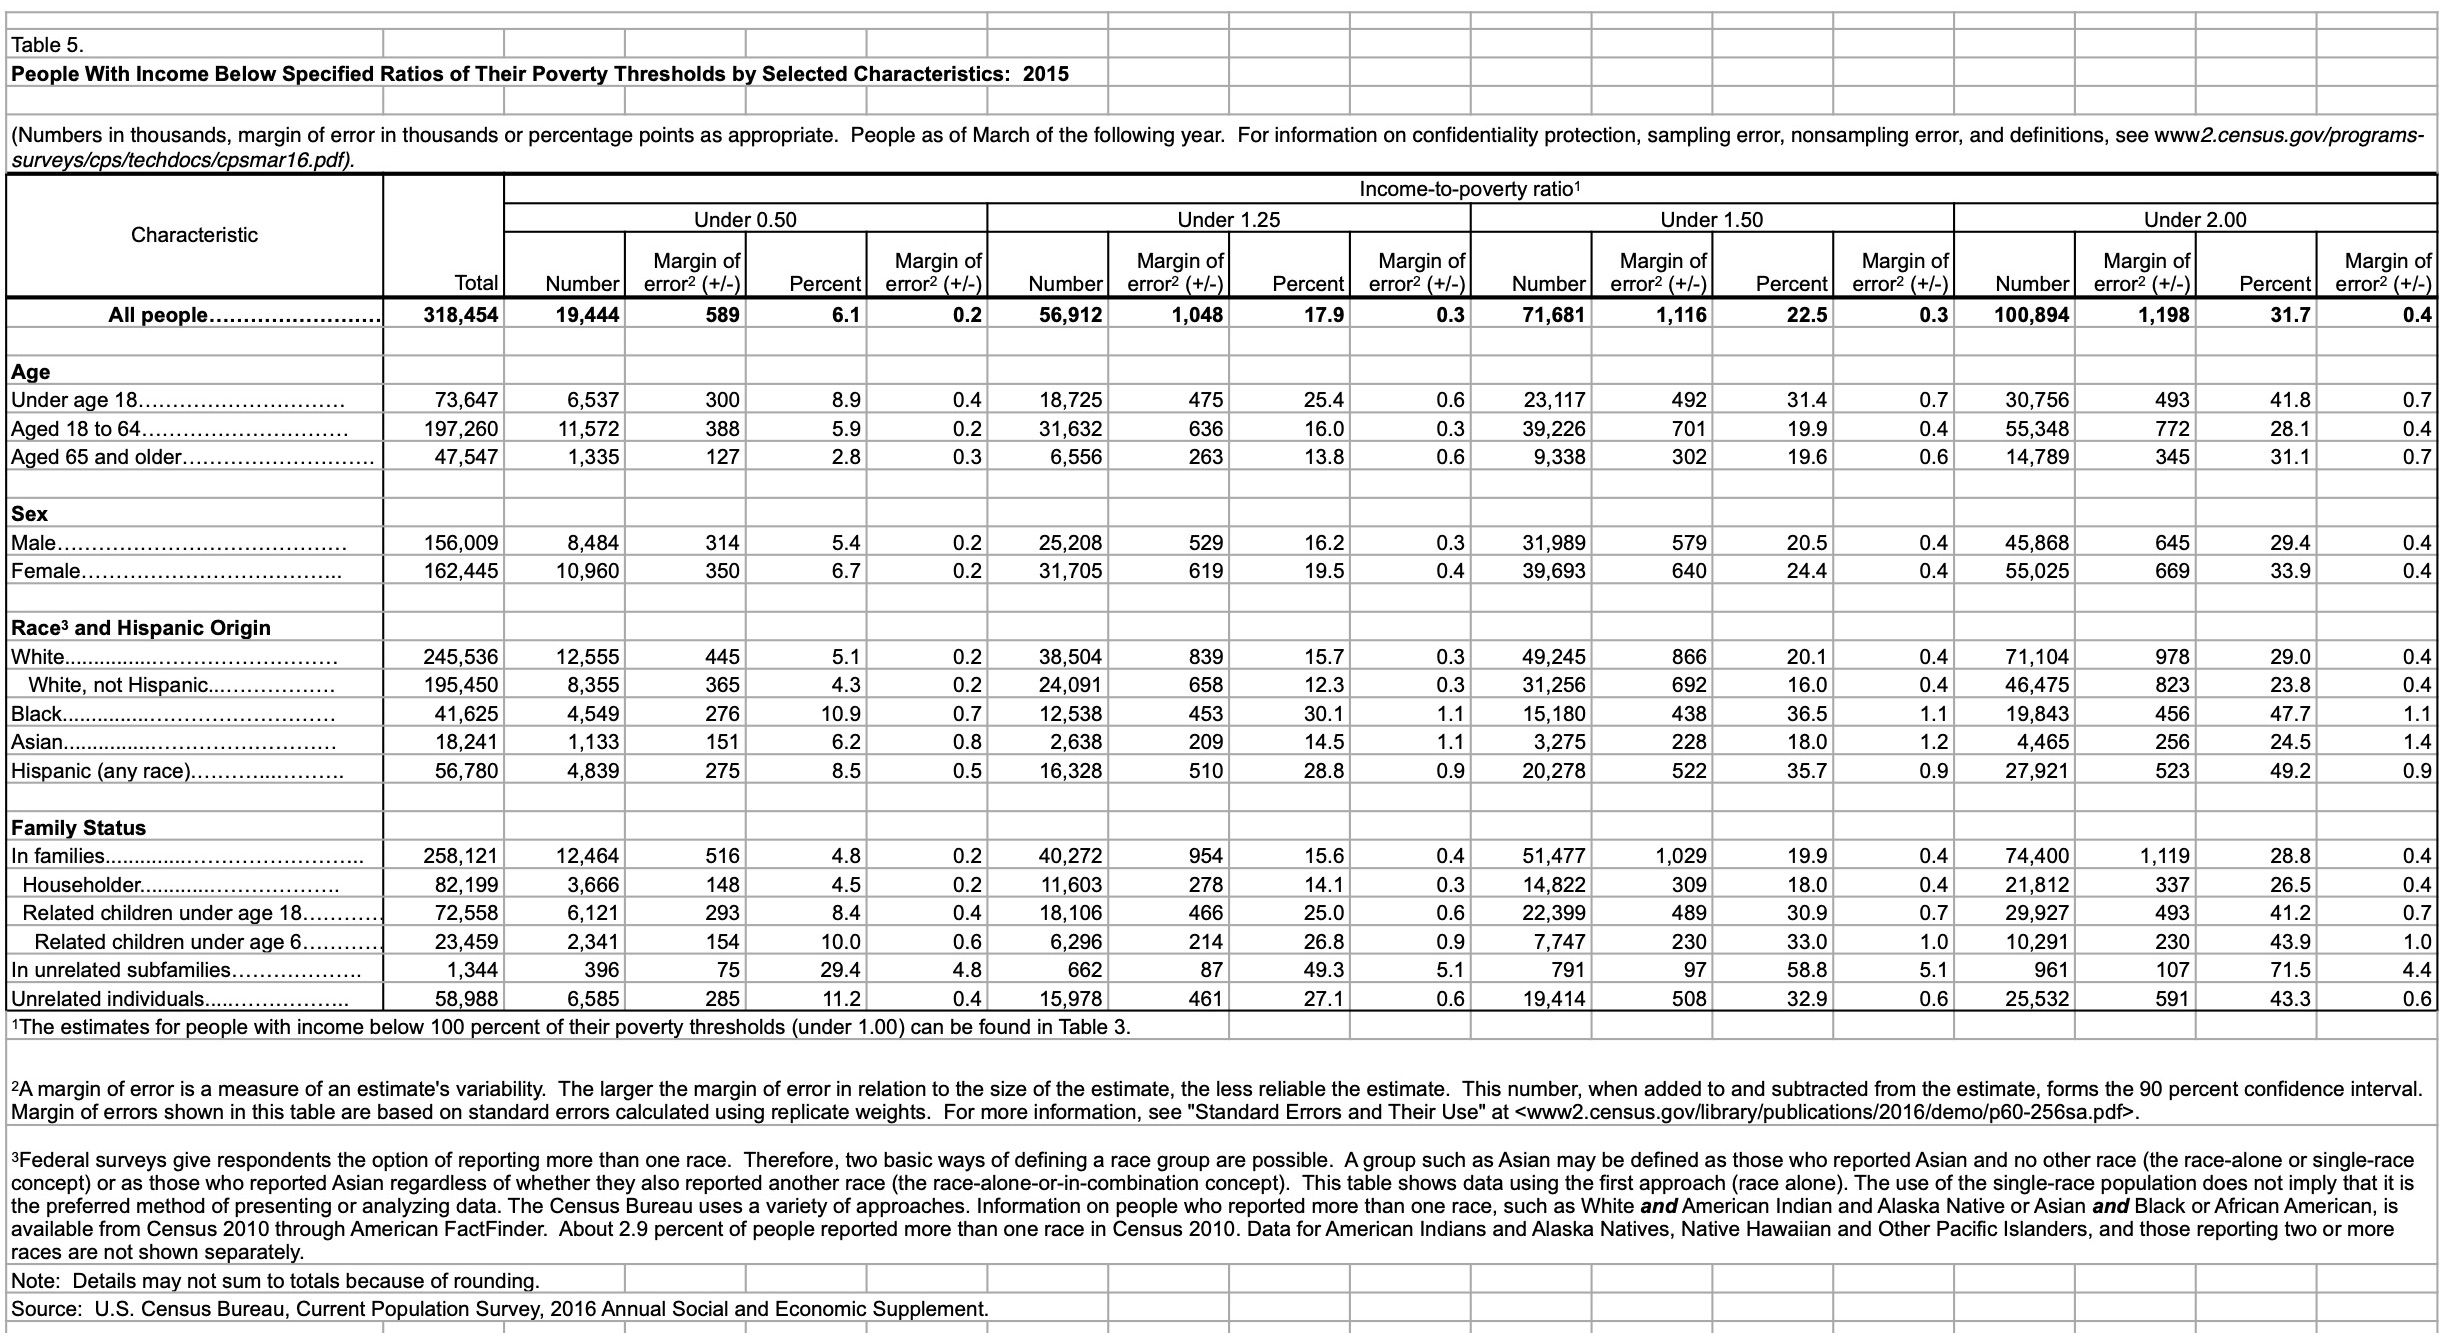 Table 5.
People With Income Below Specified Ratios of Their Poverty Thresholds by Selected Characteristics:  2015
(Numbers in thousands, margin of error in thousands or percentage points as appropriate.  People as of March of the following year.  For information on confidentiality protection, sampling error, nonsampling error, and definitions, see www2.census.gov/programs-
surveys/cps/techdocs/cpsmar16.pdf).
Income-to-poverty ratio¹
Under 0.50 Under 1.25 Under 1.50 Under 2.00
Characteristic
Margin of Margin of Margin of Margin of Margin of Margin of Margin of Margin of
Total Number error² (+/-) Percent error² (+/-) Number error² (+/-) Percent error² (+/-) Number error² (+/-) Percent error² (+/-) Number error² (+/-) Percent error² (+/-)
All people......................... 318,454 19,444 589 6.1 0.2 56,912 1,048 17.9 0.3 71,681 1,116 22.5 0.3 100,894 1,198 31.7 0.4
Age
Under age 18.............................. 73,647 6,537 300 8.9 0.4 18,725 475 25.4 0.6 23,117 492 31.4 0.7 30,756 493 41.8 0.7
Aged 18 to 64.............................. 197,260 11,572 388 5.9 0.2 31,632 636 16.0 0.3 39,226 701 19.9 0.4 55,348 772 28.1 0.4
Aged 65 and older............................ 47,547 1,335 127 2.8 0.3 6,556 263 13.8 0.6 9,338 302 19.6 0.6 14,789 345 31.1 0.7
Sex
Male.......................................... 156,009 8,484 314 5.4 0.2 25,208 529 16.2 0.3 31,989 579 20.5 0.4 45,868 645 29.4 0.4
Female...................................... 162,445 10,960 350 6.7 0.2 31,705 619 19.5 0.4 39,693 640 24.4 0.4 55,025 669 33.9 0.4
Race³ and Hispanic Origin
White.......................................... 245,536 12,555 445 5.1 0.2 38,504 839 15.7 0.3 49,245 866 20.1 0.4 71,104 978 29.0 0.4
White, not Hispanic................... 195,450 8,355 365 4.3 0.2 24,091 658 12.3 0.3 31,256 692 16.0 0.4 46,475 823 23.8 0.4
Black.......................................... 41,625 4,549 276 10.9 0.7 12,538 453 30.1 1.1 15,180 438 36.5 1.1 19,843 456 47.7 1.1
Asian.......................................... 18,241 1,133 151 6.2 0.8 2,638 209 14.5 1.1 3,275 228 18.0 1.2 4,465 256 24.5 1.4
Hispanic (any race)....................... 56,780 4,839 275 8.5 0.5 16,328 510 28.8 0.9 20,278 522 35.7 0.9 27,921 523 49.2 0.9
Family Status
In families...................................... 258,121 12,464 516 4.8 0.2 40,272 954 15.6 0.4 51,477 1,029 19.9 0.4 74,400 1,119 28.8 0.4
Householder.............................. 82,199 3,666 148 4.5 0.2 11,603 278 14.1 0.3 14,822 309 18.0 0.4 21,812 337 26.5 0.4
Related children under age 18............ 72,558 6,121 293 8.4 0.4 18,106 466 25.0 0.6 22,399 489 30.9 0.7 29,927 493 41.2 0.7
Related children under age 6............ 23,459 2,341 154 10.0 0.6 6,296 214 26.8 0.9 7,747 230 33.0 1.0 10,291 230 43.9 1.0
In unrelated subfamilies................... 1,344 396 75 29.4 4.8 662 87 49.3 5.1 791 97 58.8 5.1 961 107 71.5 4.4
Unrelated individuals...................... 58,988 6,585 285 11.2 0.4 15,978 461 27.1 0.6 19,414 508 32.9 0.6 25,532 591 43.3 0.6
¹The estimates for people with income below 100 percent of their poverty thresholds (under 1.00) can be found in Table 3.
²A margin of error is a measure of an estimate's variability.  The larger the margin of error in relation to the size of the estimate, the less reliable the estimate.  This number, when added to and subtracted from the estimate, forms the 90 percent confidence interval.
Margin of errors shown in this table are based on standard errors calculated using replicate weights.  For more information, see "Standard Errors and Their Use" at <www2.census.gov/library/publications/2016/demo/p60-256sa.pdf>.
³Federal surveys give respondents the option of reporting more than one race.  Therefore, two basic ways of defining a race group are possible.  A group such as Asian may be defined as those who reported Asian and no other race (the race-alone or single-race
concept) or as those who reported Asian regardless of whether they also reported another race (the race-alone-or-in-combination concept).  This table shows data using the first approach (race alone). The use of the single-race population does not imply that it is
the preferred method of presenting or analyzing data. The Census Bureau uses a variety of approaches. Information on people who reported more than one race, such as White and American Indian and Alaska Native or Asian and Black or African American, is
available from Census 2010 through American FactFinder.  About 2.9 percent of people reported more than one race in Census 2010. Data for American Indians and Alaska Natives, Native Hawaiian and Other Pacific Islanders, and those reporting two or more
races are not shown separately.
Note:  Details may not sum to totals because of rounding.
Source:  U.S. Census Bureau, Current Population Survey, 2016 Annual Social and Economic Supplement.